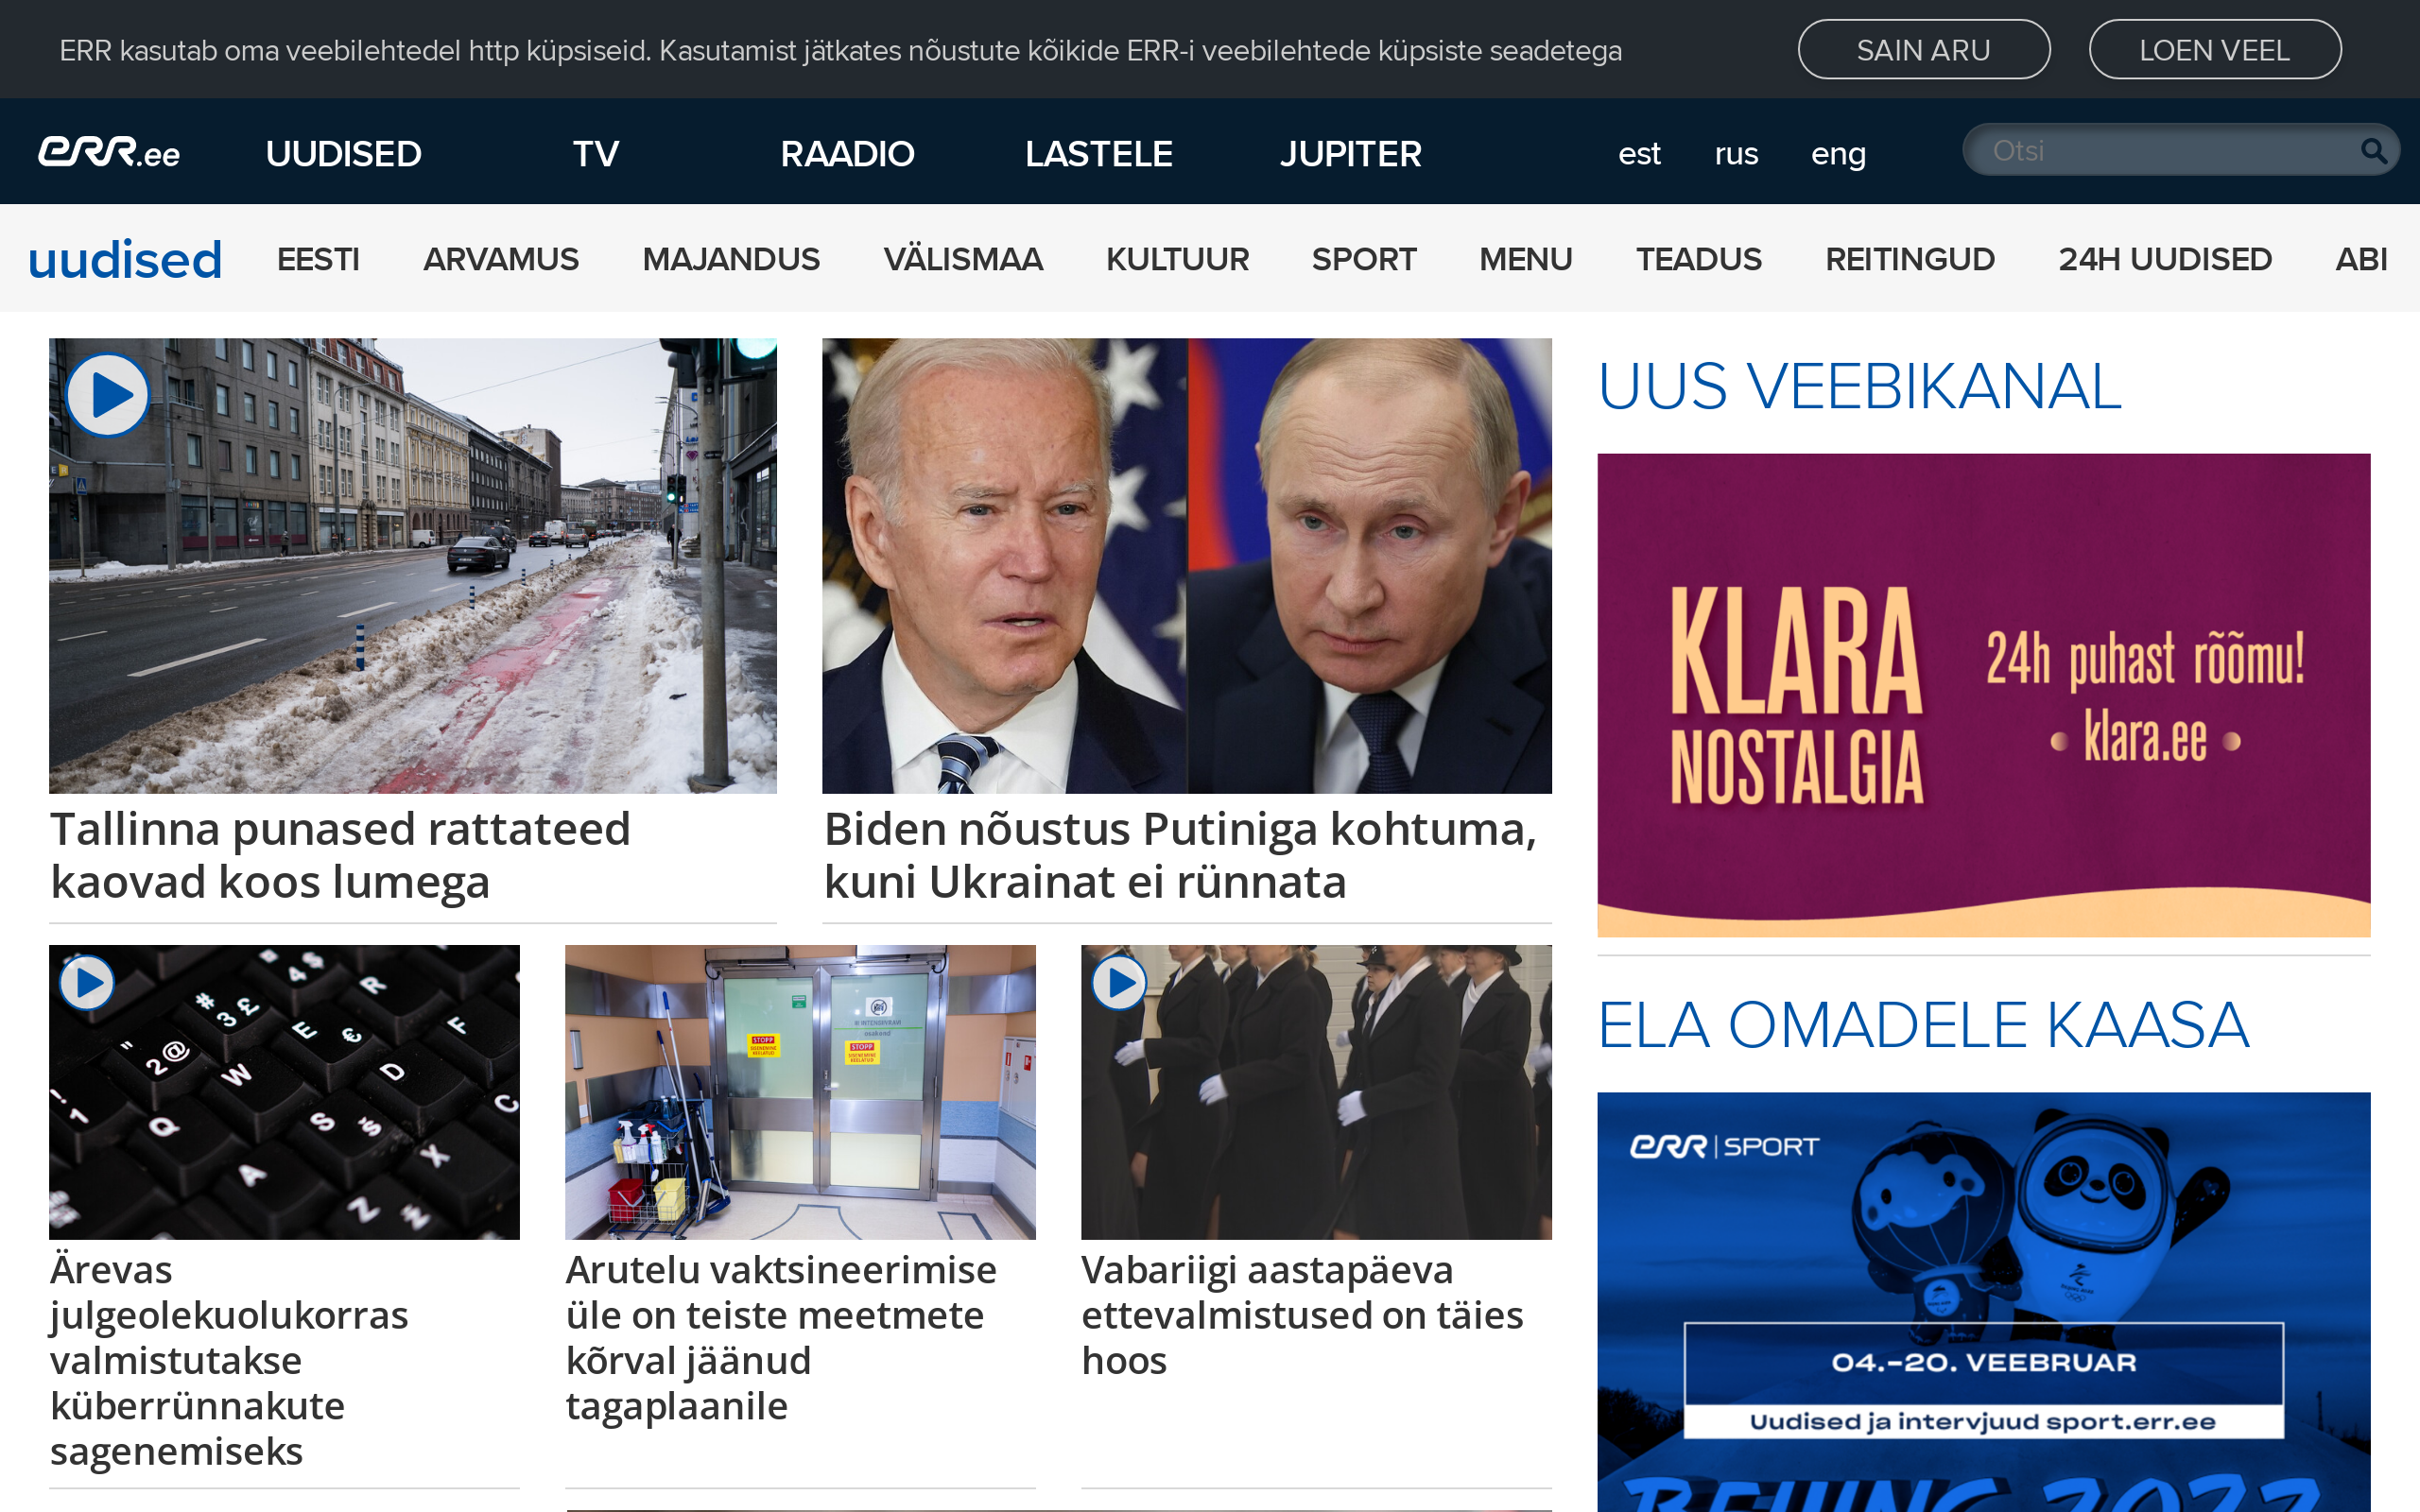 ERR kasutab oma veebilehtedel http küpsiseid. Kasutamist jätkates nõustute kõikide ERR-i veebilehtede küpsiste seadetega
SAIN ARU
LOEN VEEL
err.ee
UUDISED
TV
RAADIO
LASTELE
JUPITER
est
rus
eng
Otsi
uudised
EESTI
ARVAMUS
MAJANDUS
VÄLISMAA
KULTUUR
SPORT
MENU
TEADUS
REITINGUD
24H UUDISED
ABI
Tallinna punased rattateed
kaovad koos lumega
Biden nõustus Putiniga kohtuma,
kuni Ukrainat ei rünnata
UUS VEEBIKANAL
KLARA
NOSTALGIA
24h puhast rõõmu!
• klara.ee •
STOPP
STOPP
Ärevas
julgeolekuolukorras
valmistutakse
küberrünnakute
sagenemiseks
Arutelu vaktsineerimise
üle on teiste meetmete
kõrval jäänud
tagaplaanile
Vabariigi aastapäeva
ettevalmistused on täies
hoos
ELA OMADELE KAASA
err | SPORT
04.-20. VEEBRUAR
Uudised ja intervjuud sport.err.ee
BEIJING 2022